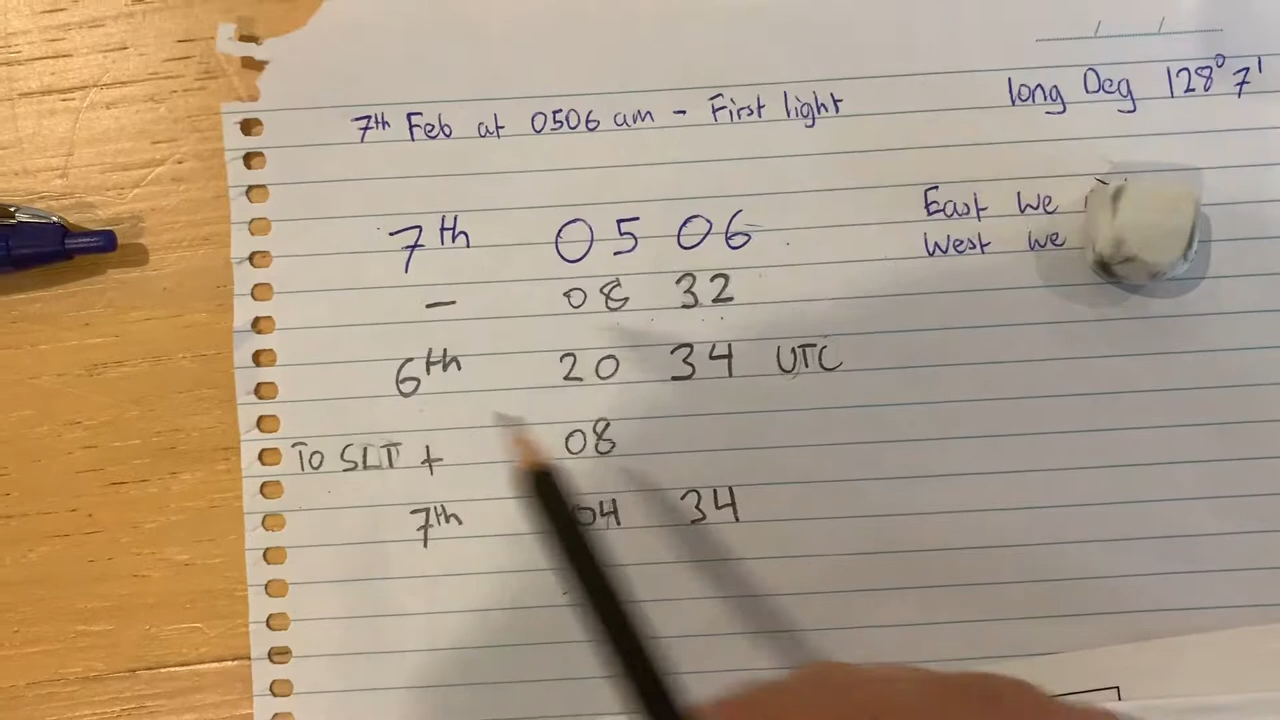 7th Feb at 0506 am - First light
long Deg 128° 7'
7th 05 06
East we
West we
- 08 32
6th 20 34 UTC
TO SLT + 08
7th 04 34